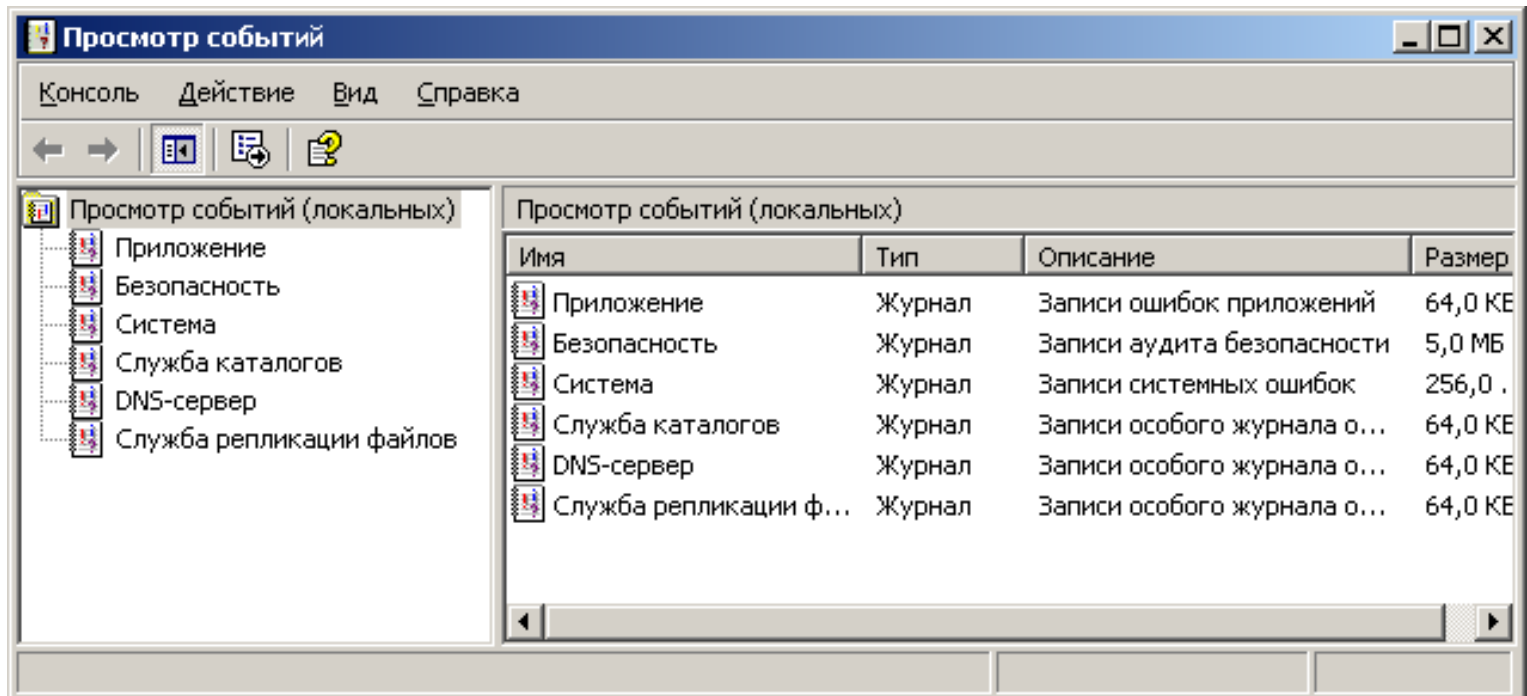 Просмотр событий
Консоль Действие Вид Справка
Просмотр событий (локальных)
Приложение
Безопасность
Система
Служба каталогов
DNS-сервер
Служба репликации файлов
Просмотр событий (локальных)
Имя Тип Описание Размер
Приложение Журнал Записи ошибок приложений 64,0 КБ
Безопасность Журнал Записи аудита безопасности 5,0 МБ
Система Журнал Записи системных ошибок 256,0 .
Служба каталогов Журнал Записи особого журнала о... 64,0 КБ
DNS-сервер Журнал Записи особого журнала о... 64,0 КБ
Служба репликации ф... Журнал Записи особого журнала о... 64,0 КБ